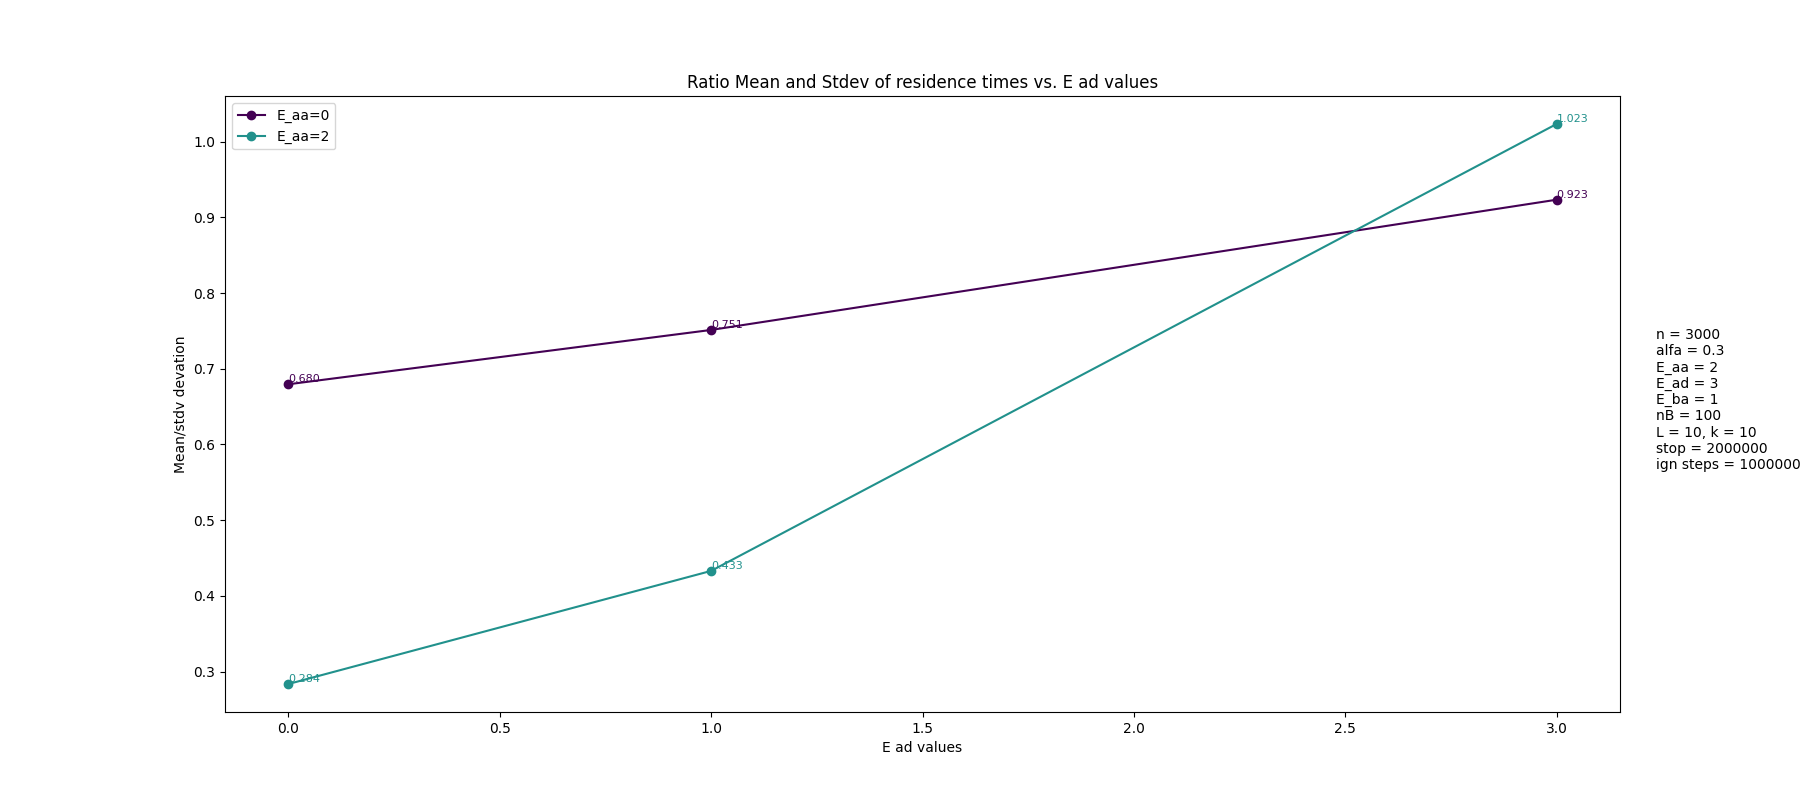 Ratio Mean and Stdev of residence times vs. E ad values
E_aa=0
E_aa=2
1.023
0.923
0.751
0.680
0.433
0.284
1.0
0.9
0.8
0.7
0.6
0.5
0.4
0.3
Mean/stdv devation
0.0
0.5
1.0
1.5
2.0
2.5
3.0
E ad values
n = 3000
alfa = 0.3
E_aa = 2
E_ad = 3
E_ba = 1
nB = 100
L = 10, k = 10
stop = 2000000
ign steps = 1000000